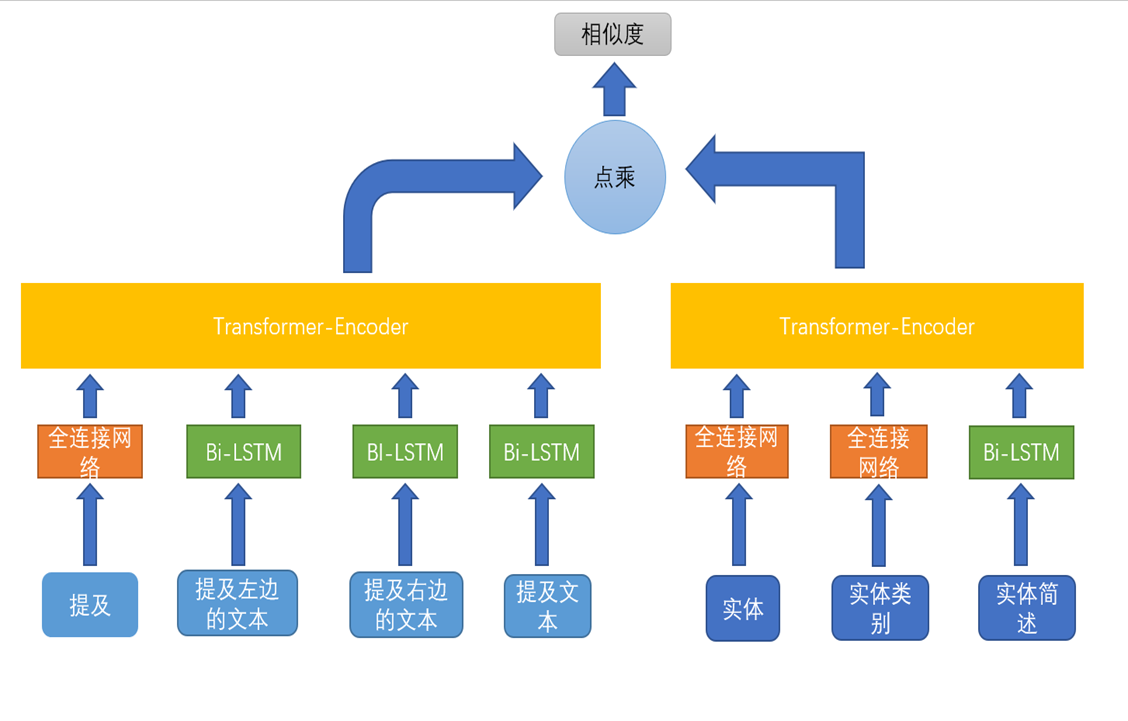 相似度
点乘
Transformer-Encoder
Transformer-Encoder
全连接网
络
Bi-LSTM
BI-LSTM
Bi-LSTM
全连接网
络
全连接
网络
Bi-LSTM
提及
提及左边
的文本
提及右边
的文本
提及文
本
实体
实体类
别
实体简
述